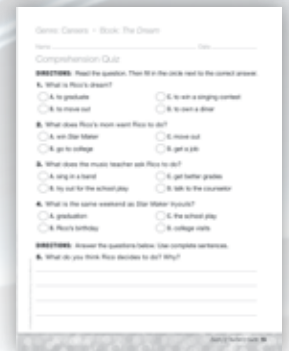 Genre: Careers • Book: The Dream
Name Date
Comprehension Quiz
DIRECTIONS: Read the question. Then fill in the circle next to the correct answer.
1. What is Rico's dream?
A. to graduate C. to win a singing contest
B. to move out D. to own a diner
2. What does Rico's mom want Rico to do?
A. win Star Maker C. move out
B. go to college D. get a job
3. What does the music teacher ask Rico to do?
A. sing in a band C. get better grades
B. try out for the school play D. talk to the counselor
4. What is the same weekend as Star Maker tryouts?
A. graduation C. the school play
B. Rico's birthday D. college visits
DIRECTIONS: Answer the questions below. Use complete sentences.
5. What do you think Rico decides to do? Why?